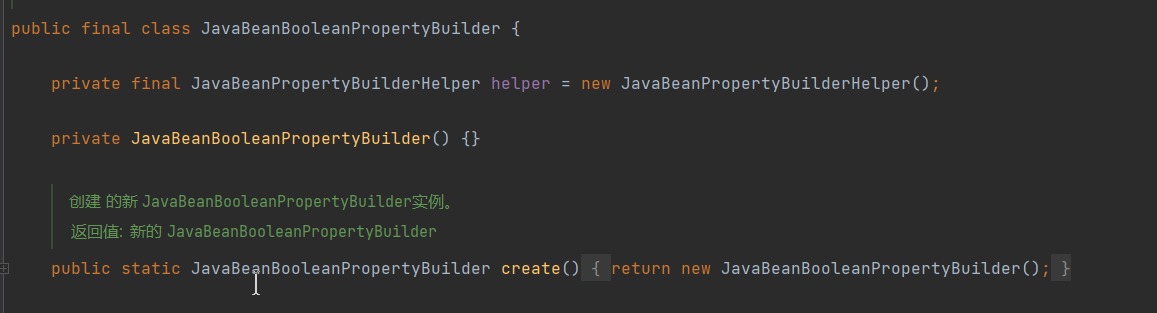 public final class JavaBeanBooleanPropertyBuilder {
private final JavaBeanPropertyBuilderHelper helper = new JavaBeanPropertyBuilderHelper();
private JavaBeanBooleanPropertyBuilder() {}
创建 的新 JavaBeanBooleanPropertyBuilder实例。
返回值: 新的 JavaBeanBooleanPropertyBuilder
public static JavaBeanBooleanPropertyBuilder create() { return new JavaBeanBooleanPropertyBuilder(); }